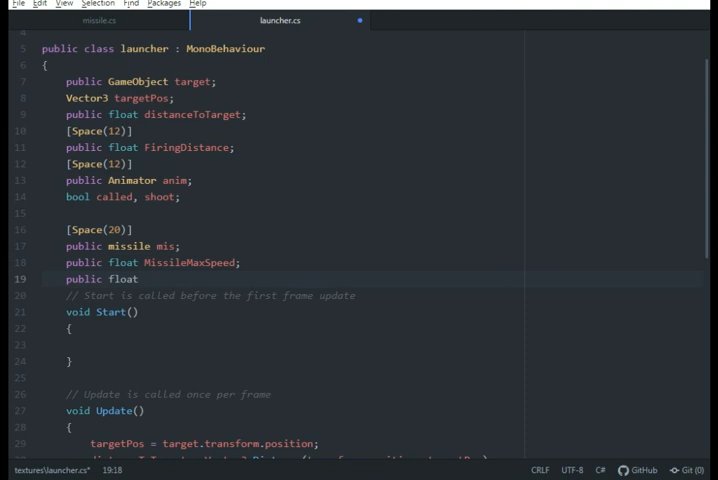 File Edit View Selection Find Packages Help
missile.cs launcher.cs
4
5 public class launcher : MonoBehaviour
6 {
7 public GameObject target;
8 Vector3 targetPos;
9 public float distanceToTarget;
10 [Space(12)]
11 public float FiringDistance;
12 [Space(12)]
13 public Animator anim;
14 bool called, shoot;
15
16 [Space(20)]
17 public missile mis;
18 public float MissileMaxSpeed;
19 public float
20 // Start is called before the first frame update
21 void Start()
22 {
23
24 }
25
26 // Update is called once per frame
27 void Update()
28 {
29 targetPos = target.transform.position;
textures\launcher.cs* 19:18 CRLF UTF-8 C# GitHub Git (0)